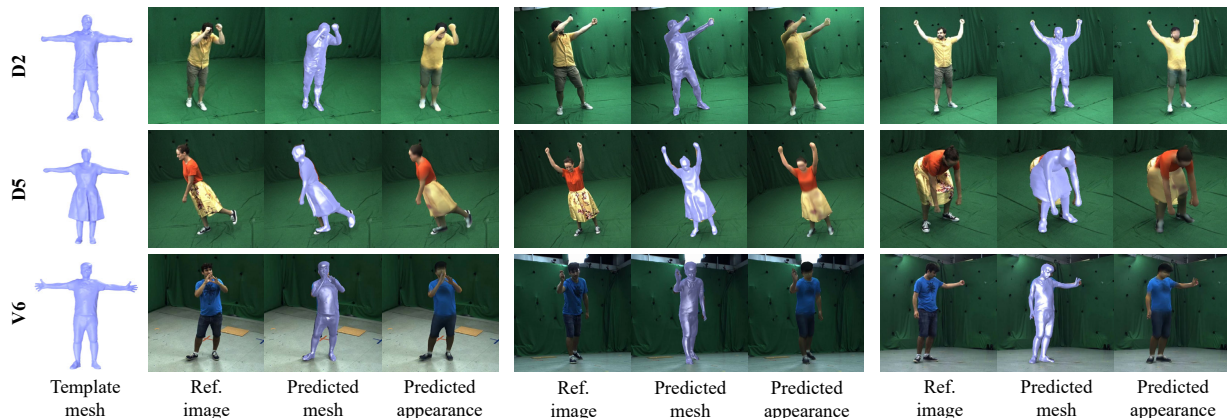 D2
D5
V6
Template mesh
Ref. image
Predicted mesh
Predicted appearance
Ref. image
Predicted mesh
Predicted appearance
Ref. image
Predicted mesh
Predicted appearance